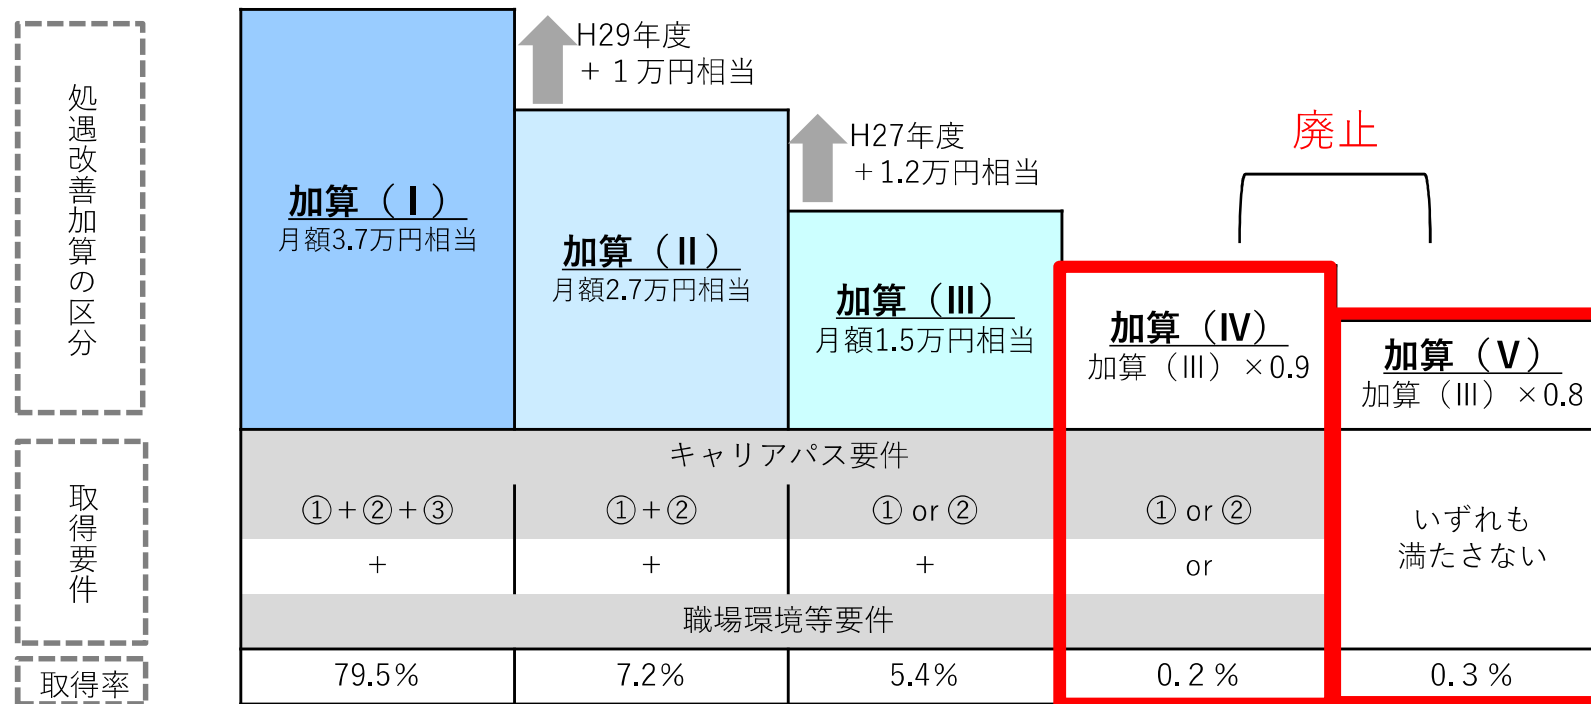 処遇改善加算の区分
H29年度
+ 1 万円相当
H27年度
+ 1.2万円相当
廃止
加算（Ⅰ）
月額3.7万円相当
加算（Ⅱ）
月額2.7万円相当
加算（Ⅲ）
月額1.5万円相当
加算（Ⅳ）
加算（Ⅲ）×0.9
加算（Ⅴ）
加算（Ⅲ）×0.8
取得要件
キャリアパス要件
①+②+③
①+②
① or ②
① or ②
いずれも
満たさない
+
+
+
or
職場環境等要件
取得率
79.5%
7.2%
5.4%
0.2 %
0.3 %